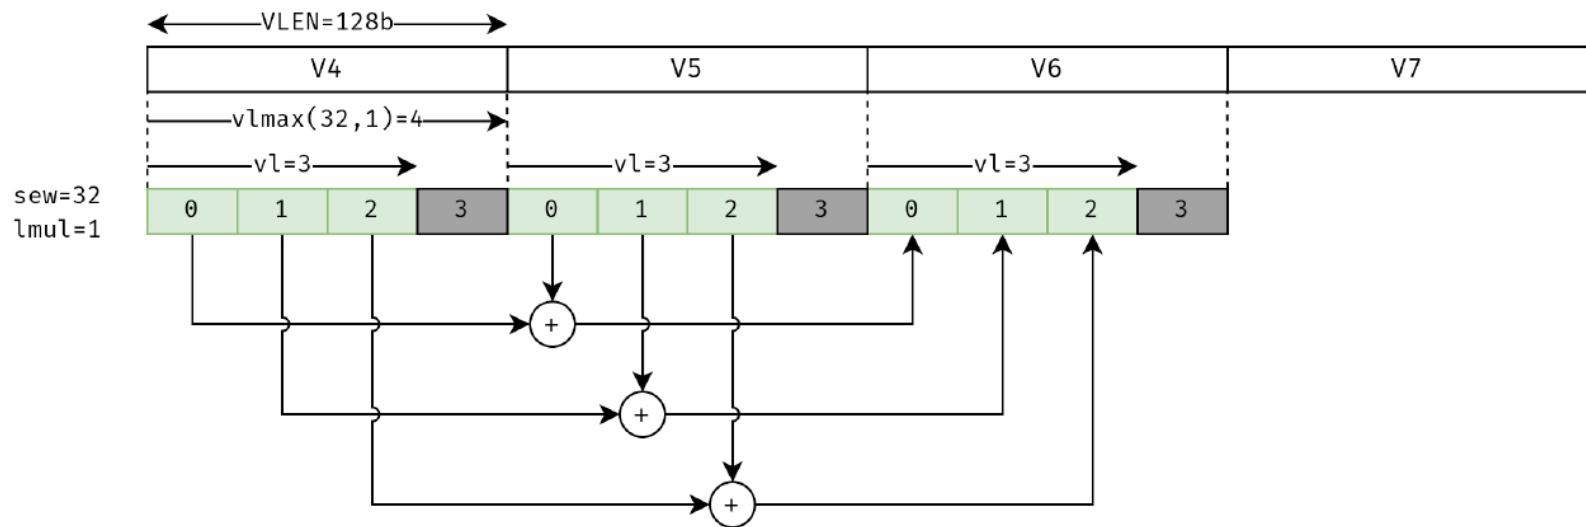 VLEN=128b
V4 V5 V6 V7
vlmax(32,1)=4
vl=3 vl=3 vl=3
sew=32
lmul=1
0 1 2 3 0 1 2 3 0 1 2 3
+
+
+